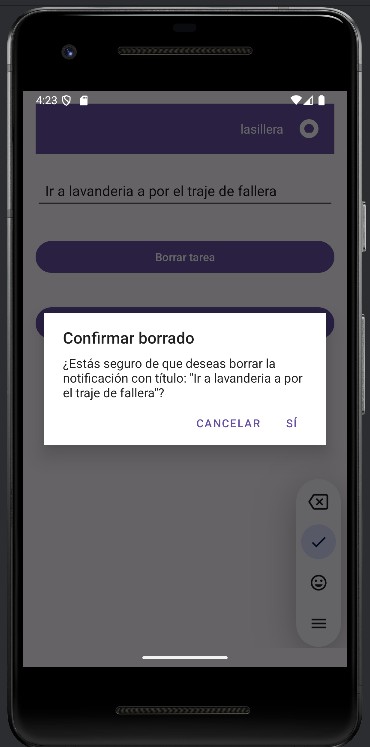 4:23
lasillera
Ir a lavanderia a por el traje de fallera
Borrar tarea
Confirmar borrado
¿Estás seguro de que deseas borrar la
notificación con título: "Ir a lavanderia a por
el traje de fallera"?
CANCELAR SÍ